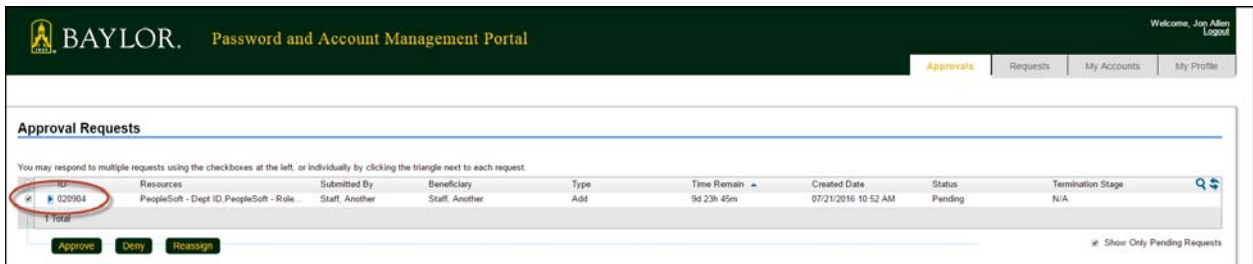 Welcome, Jon Allen
Logout
BAYLOR. Password and Account Management Portal
Approvals Requests My Accounts My Profile
Approval Requests
You may respond to multiple requests using the checkboxes at the left, or individually by clicking the triangle next to each request.
ID Resources Submitted By Beneficiary Type Time Remain Created Date Status Termination Stage
020904 PeopleSoft - Dept ID,PeopleSoft - Role... Staff, Another Staff, Another Add 9d 23h 45m 07/21/2016 10:52 AM Pending N/A
1 Total
Approve Deny Reassign Show Only Pending Requests